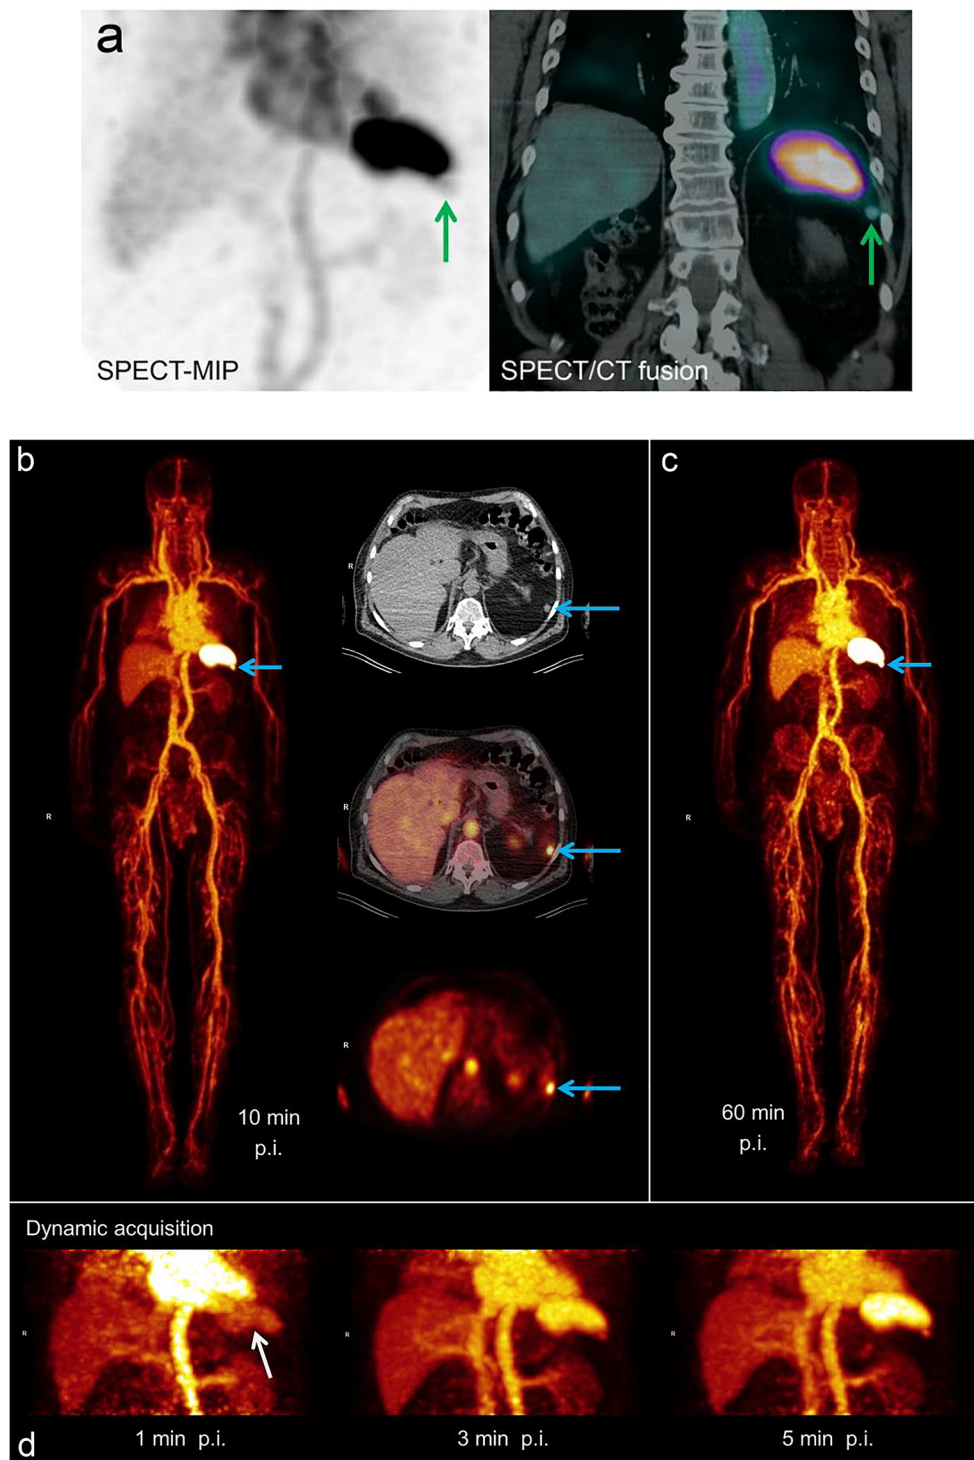 a
SPECT-MIP
SPECT/CT fusion
b
c
R
R
R
R
R
10 min
p.i.
60 min
p.i.
Dynamic acquisition
R
R
R
d
1 min p.i.
3 min p.i.
5 min p.i.